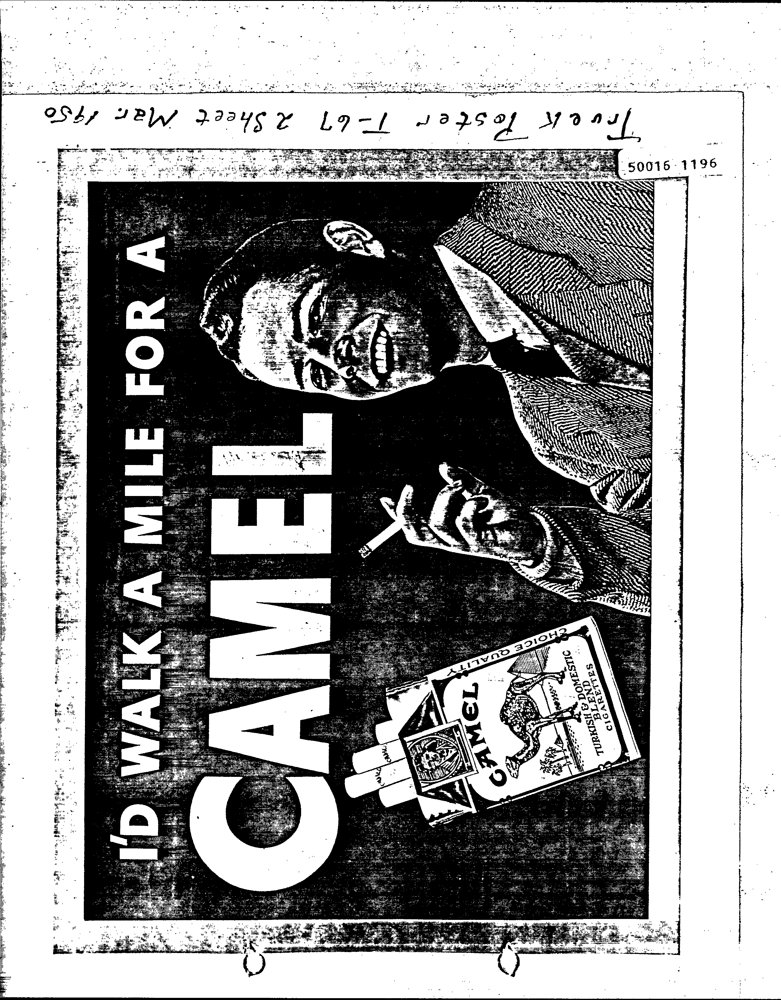 Truck Poster T-67 2 Sheet Mar. 1950
50016 1196
I'D WALK A MILE FOR A
CAMEL
CHOICE QUALITY
CAMEL
TURKISH & DOMESTIC
BLEND
CIGARETTES